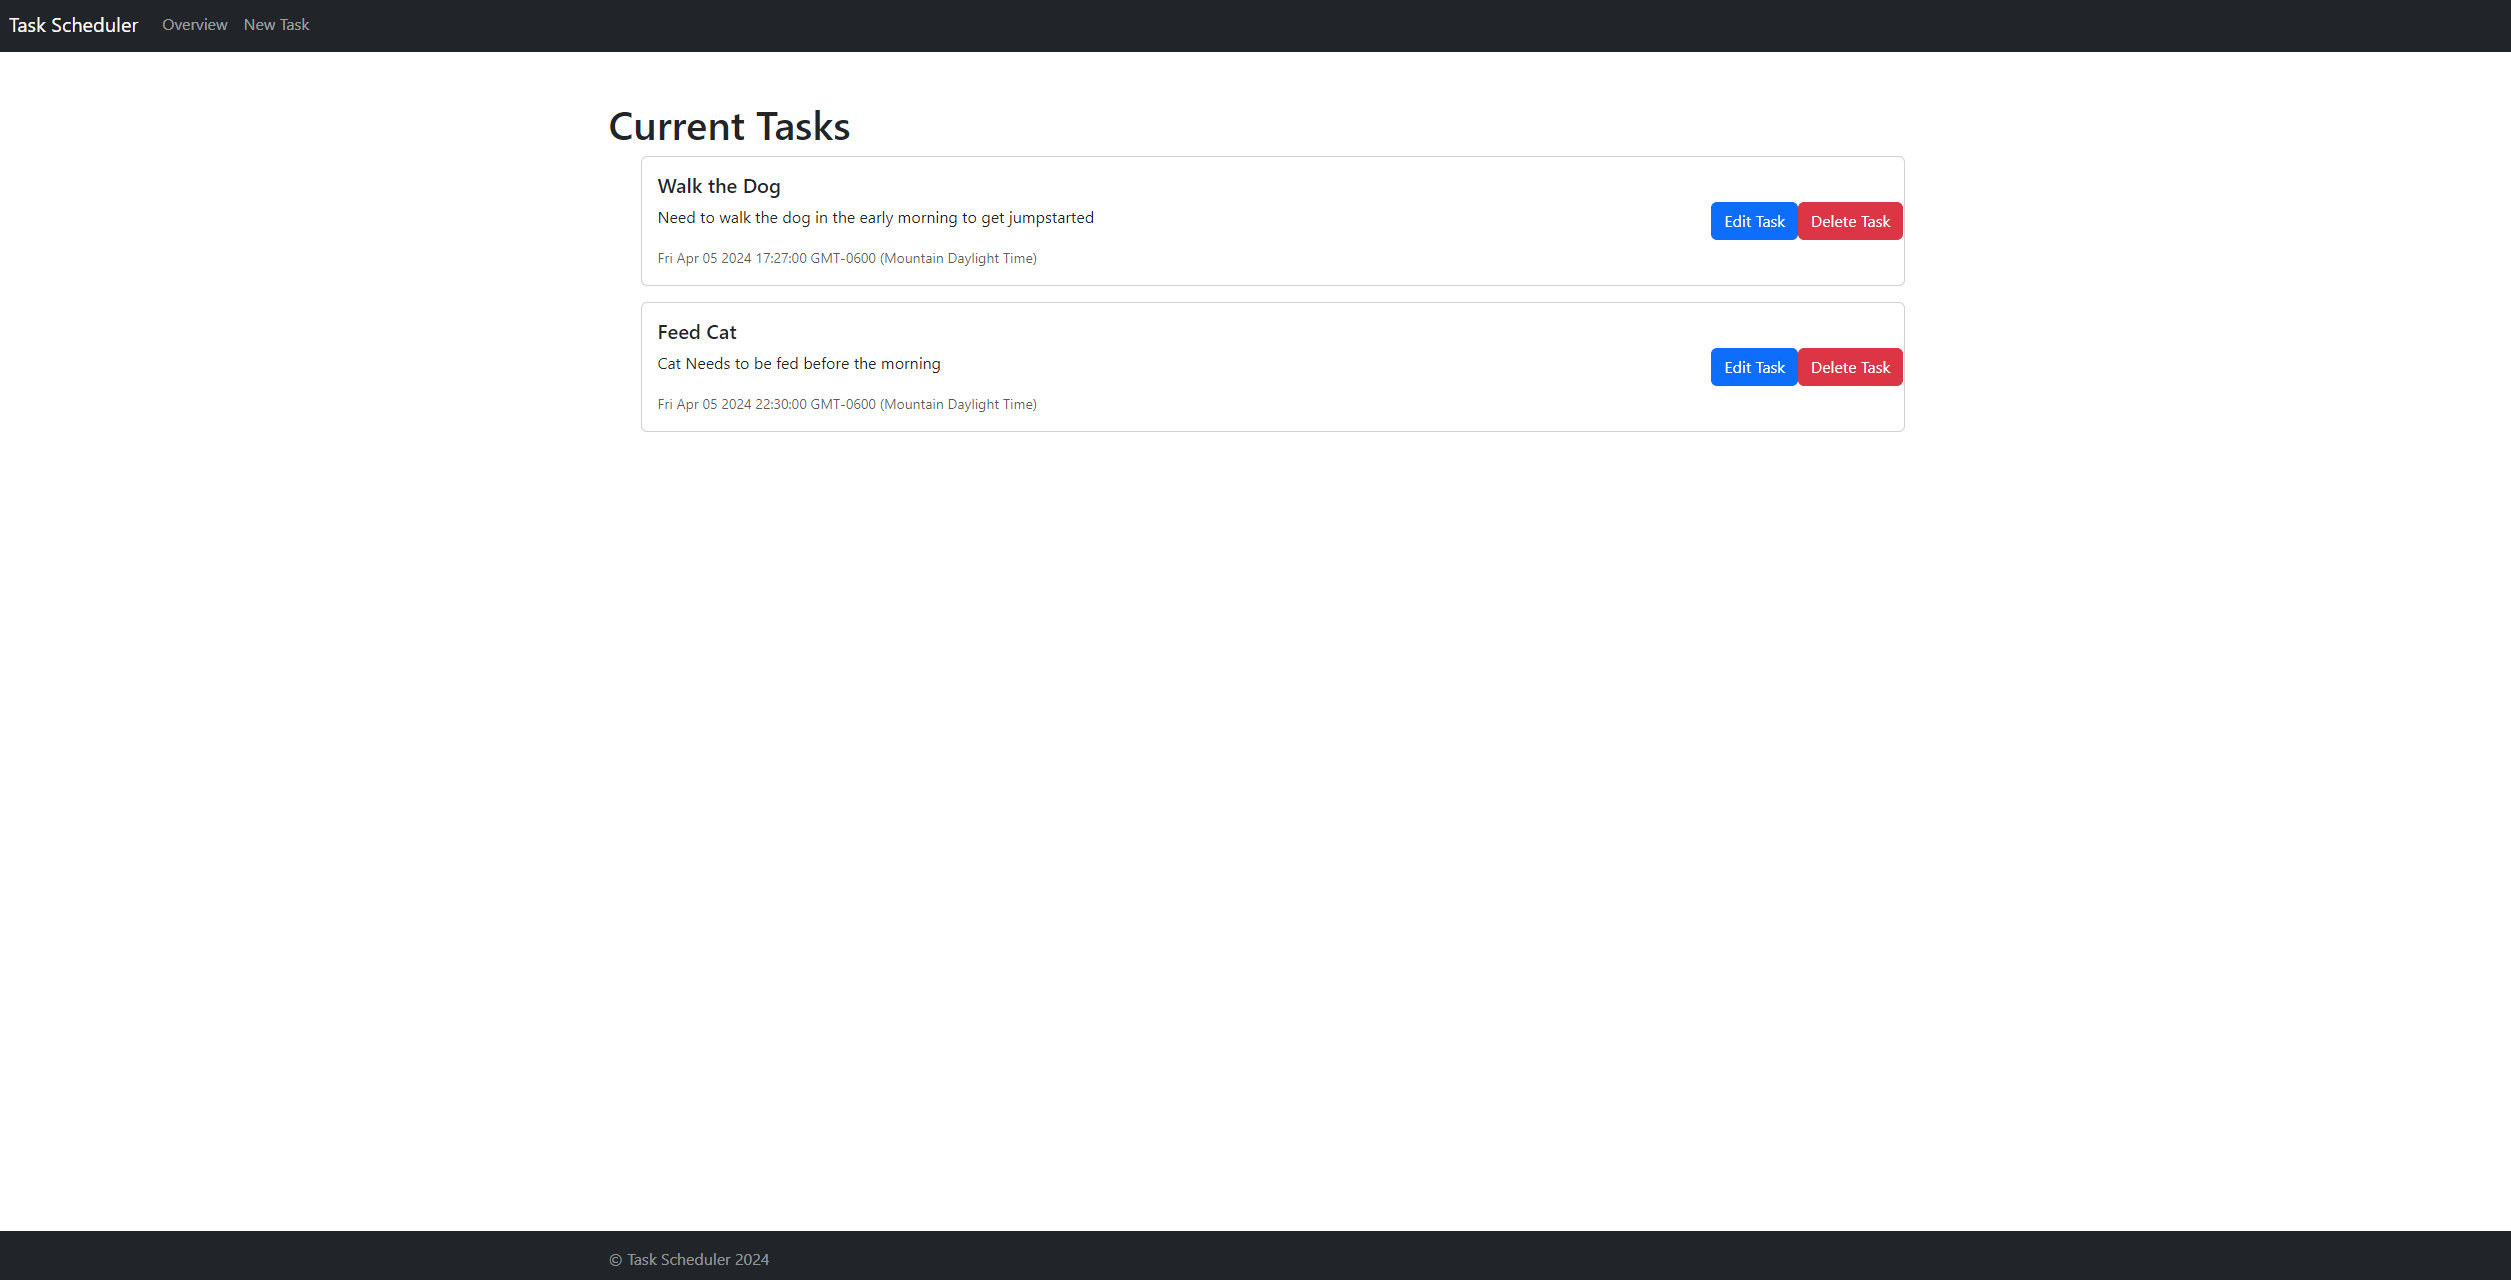 Task Scheduler Overview New Task
Current Tasks
Walk the Dog
Need to walk the dog in the early morning to get jumpstarted
Edit Task Delete Task
Fri Apr 05 2024 17:27:00 GMT-0600 (Mountain Daylight Time)
Feed Cat
Cat Needs to be fed before the morning
Edit Task Delete Task
Fri Apr 05 2024 22:30:00 GMT-0600 (Mountain Daylight Time)
© Task Scheduler 2024